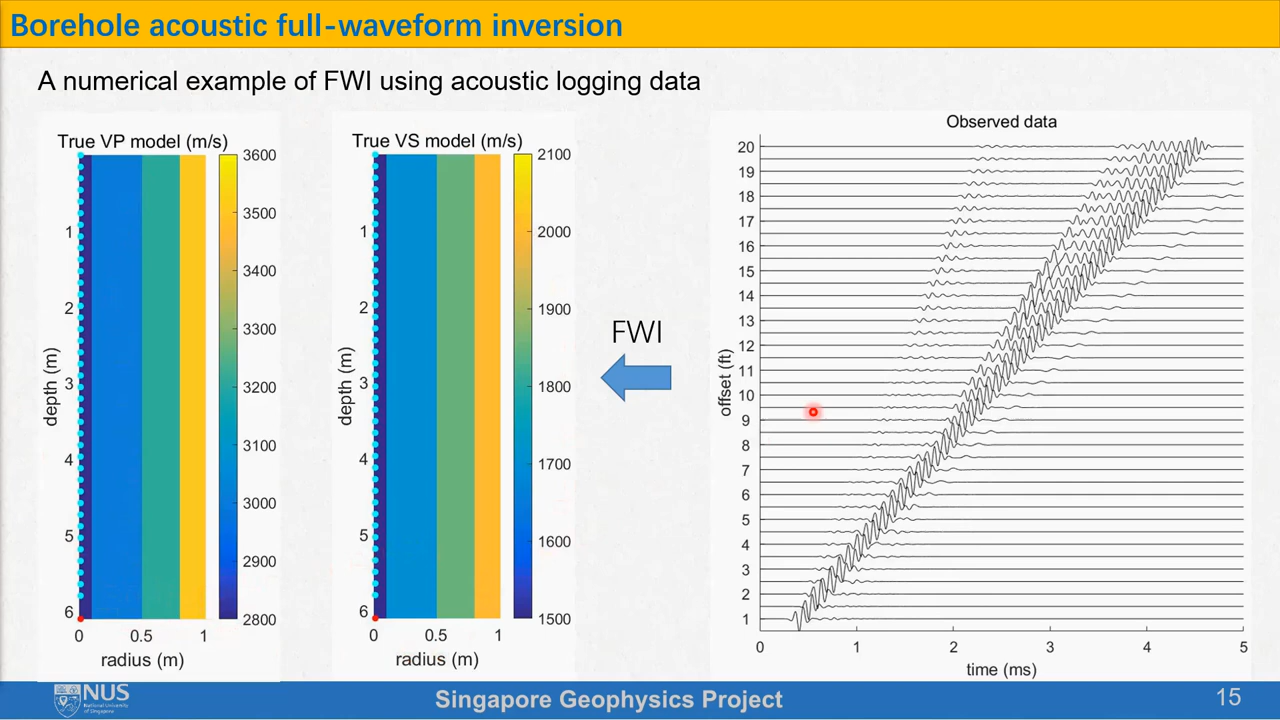 Borehole acoustic full-waveform inversion
A numerical example of FWI using acoustic logging data
True VP model (m/s)
3600
3500
3400
3300
3200
3100
3000
2900
2800
1
2
3
4
5
6
depth (m)
0 0.5 1
radius (m)
True VS model (m/s)
2100
2000
1900
1800
1700
1600
1500
1
2
3
4
5
6
depth (m)
0 0.5 1
radius (m)
FWI
Observed data
20
19
18
17
16
15
14
13
12
11
10
9
8
7
6
5
4
3
2
1
offset (ft)
0 1 2 3 4 5
time (ms)
NUS
National University
of Singapore
Singapore Geophysics Project
15